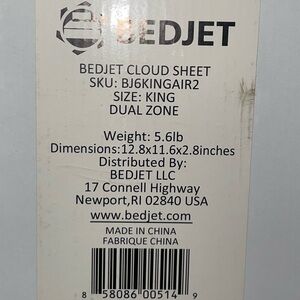 BEDJET
BEDJET CLOUD SHEET
SKU: BJ6KINGAIR2
SIZE: KING
DUAL ZONE
Weight: 5.6lb
Dimensions:12.8x11.6x2.8inches
Distributed By:
BEDJET LLC
17 Connell Highway
Newport,RI 02840 USA
www.bedjet.com
MADE IN CHINA
FABRIQUE CHINA
8 58086 00514 9